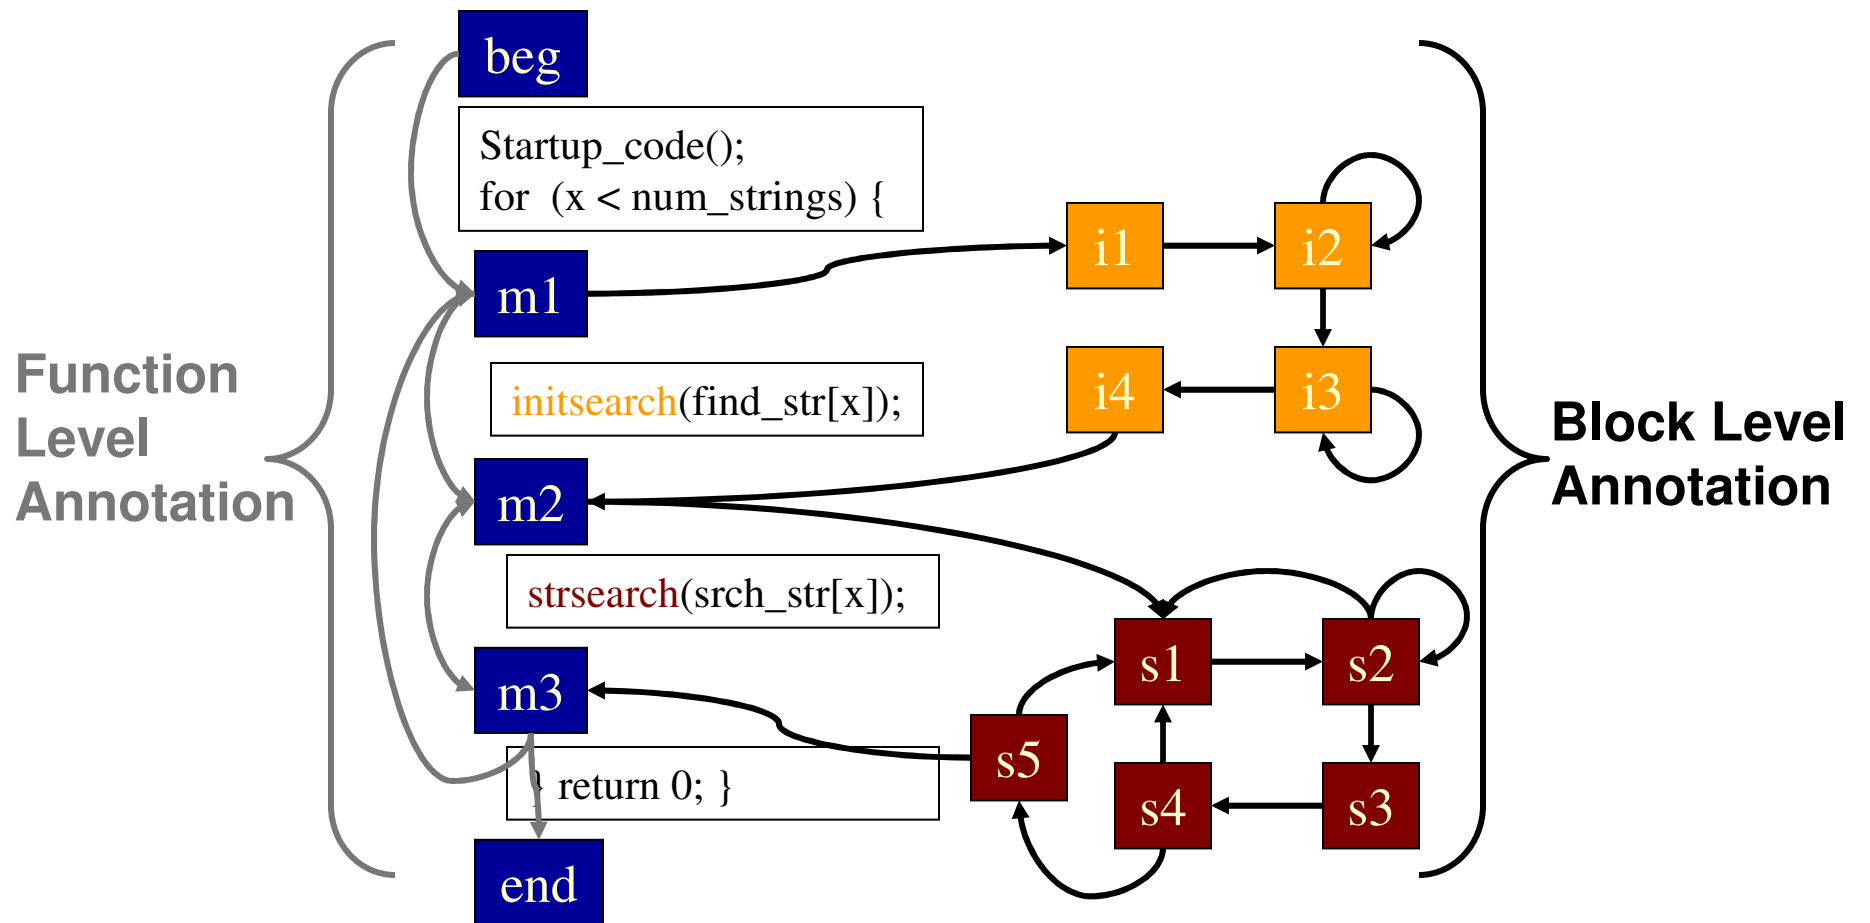 beg
Startup_code();
for (x < num_strings) {
m1
i1
i2
initsearch(find_str[x]);
i4
i3
Function
Level
Annotation
Block Level
Annotation
m2
strsearch(srch_str[x]);
m3
s1
s2
s5
s4
s3
} return 0; }
end